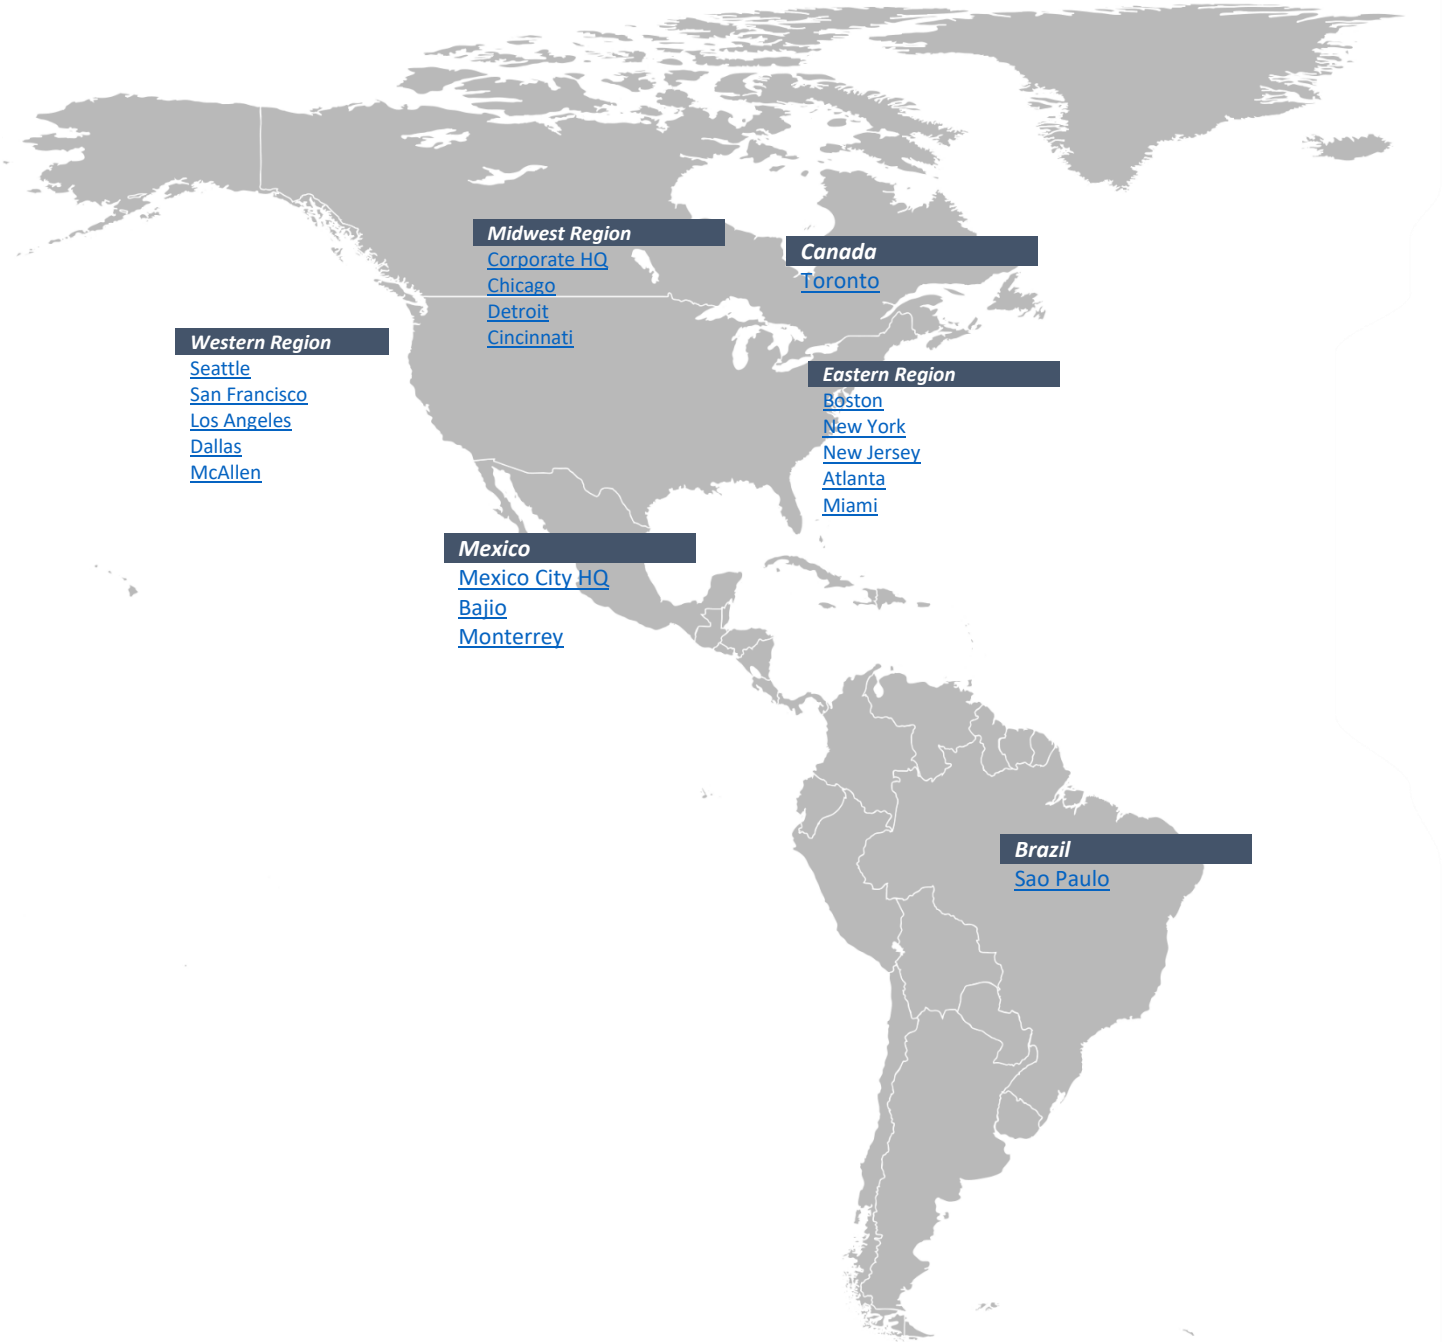 Midwest Region
Corporate HQ
Chicago
Detroit
Cincinnati
Canada
Toronto
Western Region
Seattle
San Francisco
Los Angeles
Dallas
McAllen
Eastern Region
Boston
New York
New Jersey
Atlanta
Miami
Mexico
Mexico City HQ
Bajio
Monterrey
Brazil
Sao Paulo